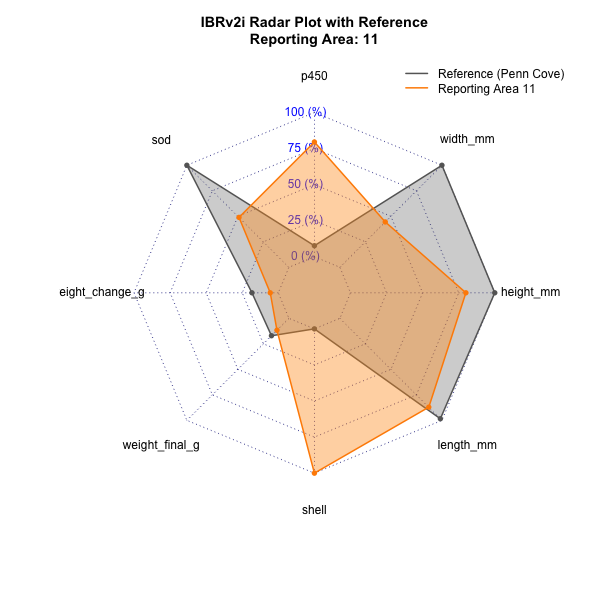 IBRv2i Radar Plot with Reference
Reporting Area: 11
p450
Reference (Penn Cove)
Reporting Area 11
100 (%)
sod
width_mm
75 (%)
50 (%)
25 (%)
0 (%)
eight_change_g
height_mm
weight_final_g
length_mm
shell